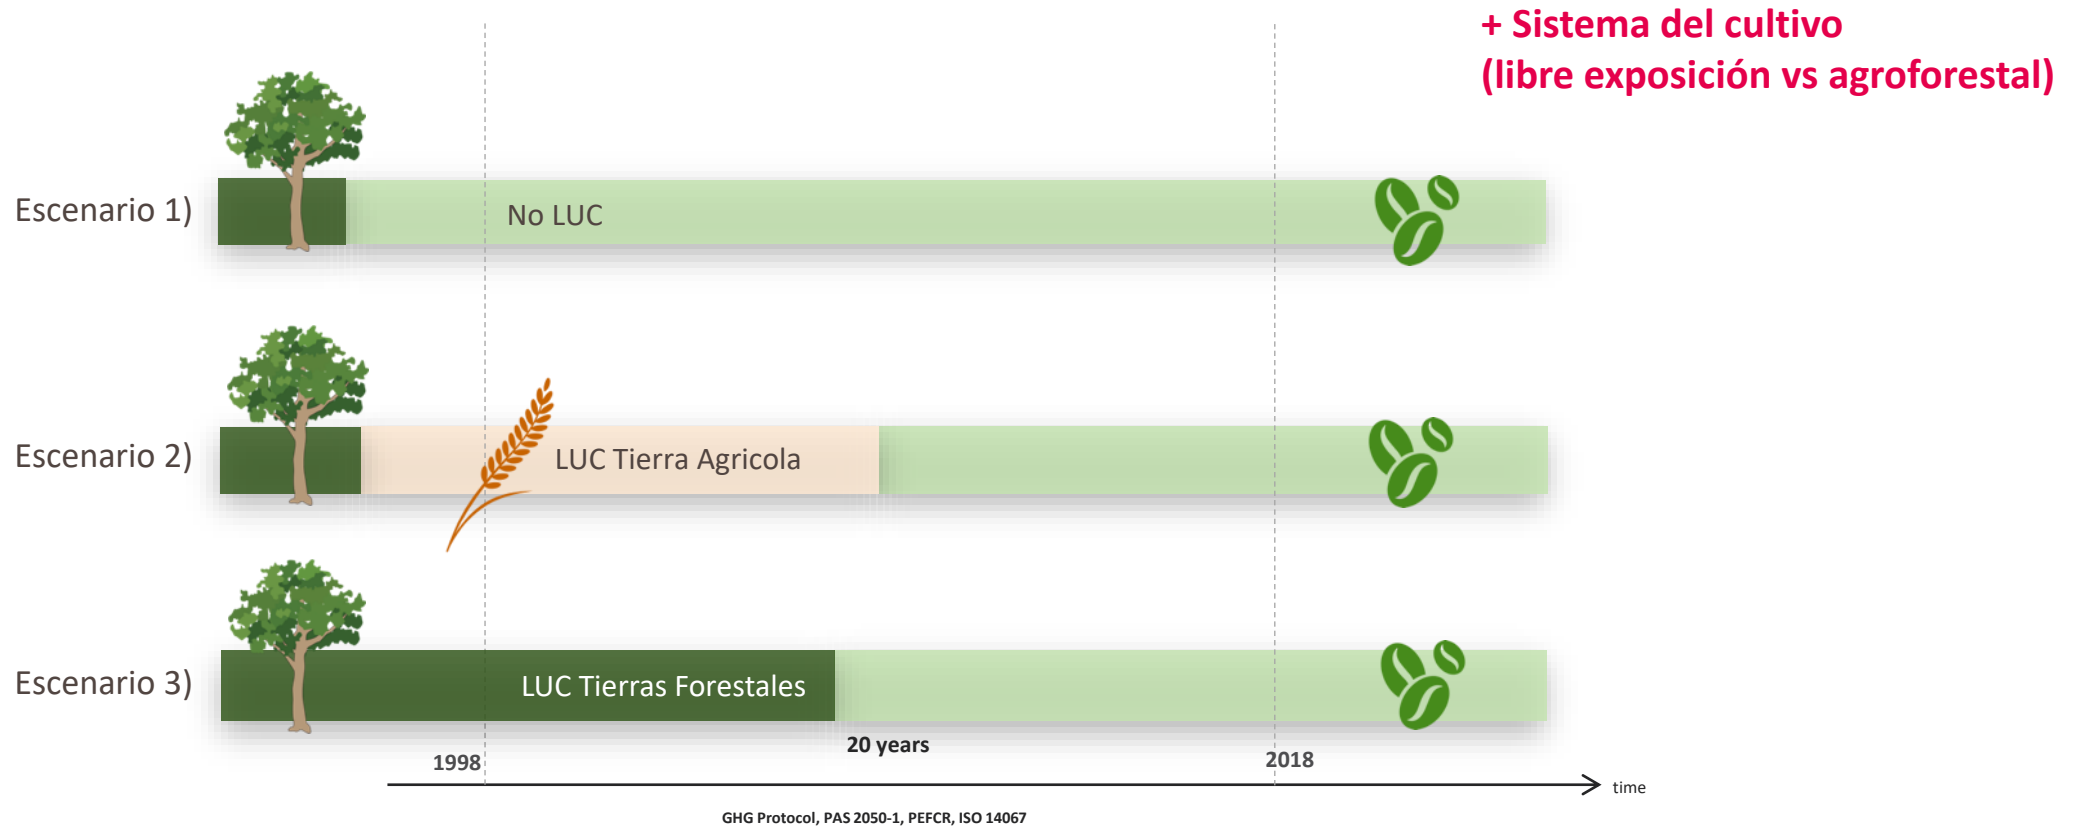 + Sistema del cultivo
(libre exposición vs agroforestal)
Escenario 1)
No LUC
Escenario 2)
LUC Tierra Agricola
Escenario 3)
LUC Tierras Forestales
20 years
1998
2018
time
GHG Protocol, PAS 2050-1, PEFCR, ISO 14067